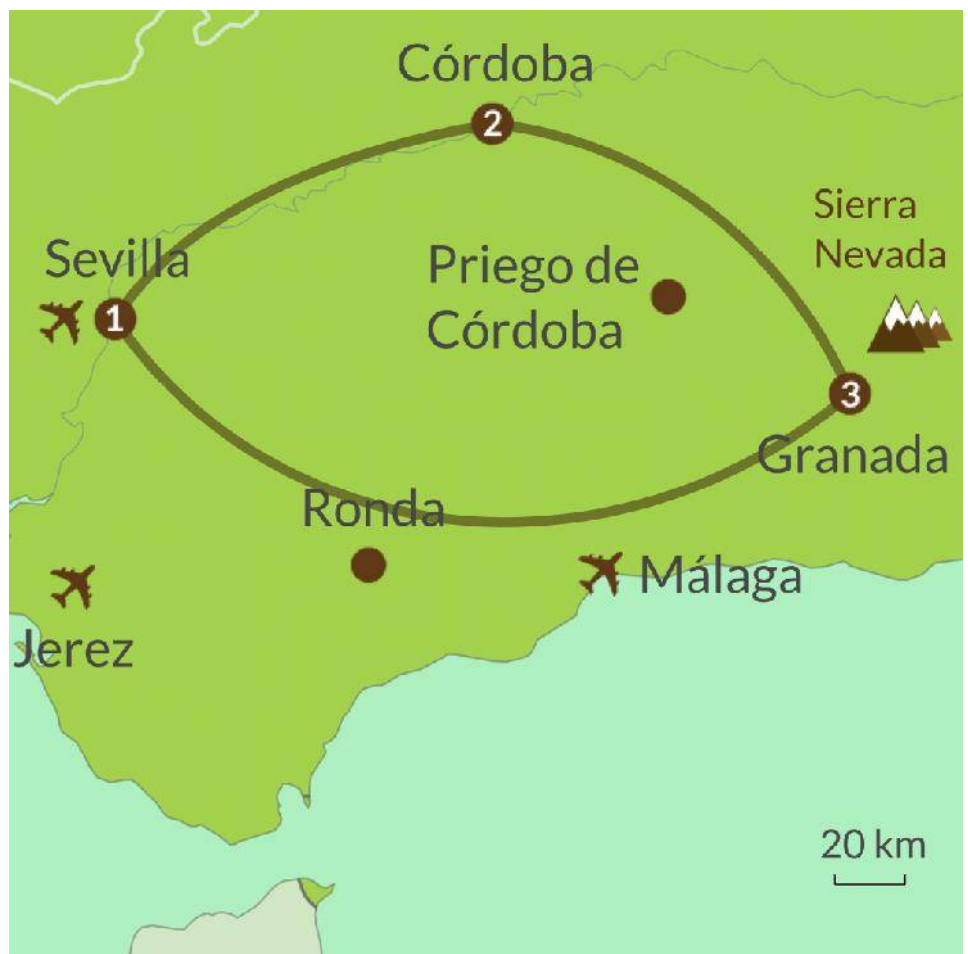 Córdoba
2
Sierra
Nevada
Sevilla
Priego de
Córdoba
1
3
Granada
Ronda
Málaga
Jerez
20 km